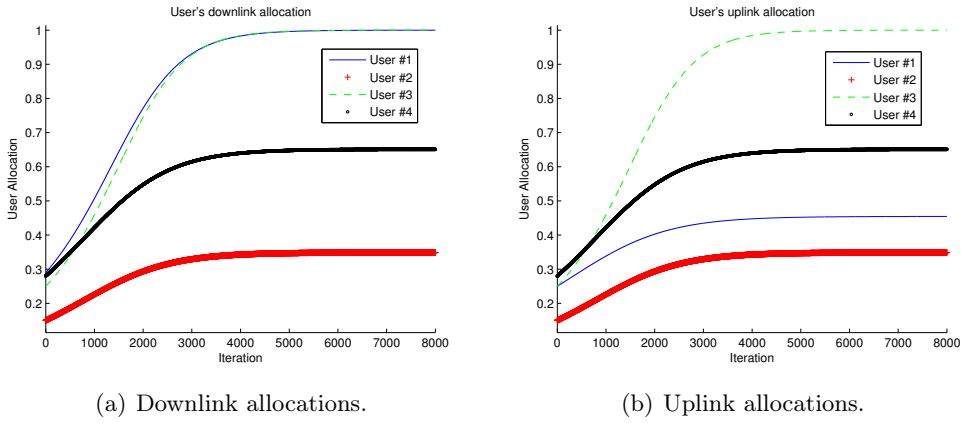 User's downlink allocation
1
0.9
0.8
0.7
0.6
0.5
0.4
0.3
0.2
User Allocation
0 1000 2000 3000 4000 5000 6000 7000 8000
Iteration
User #1
User #2
User #3
User #4
(a) Downlink allocations.
User's uplink allocation
1
0.9
0.8
0.7
0.6
0.5
0.4
0.3
0.2
User Allocation
0 1000 2000 3000 4000 5000 6000 7000 8000
Iteration
User #1
User #2
User #3
User #4
(b) Uplink allocations.